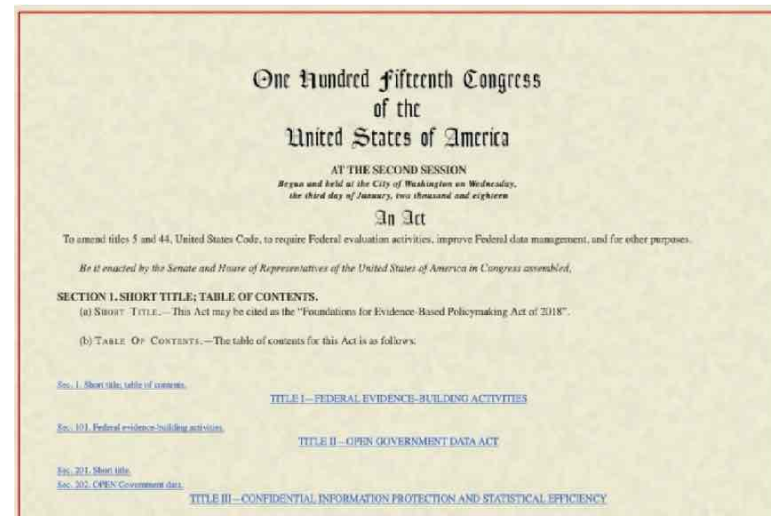 One Hundred Fifteenth Congress
of the
United States of America
AT THE SECOND SESSION
Begun and held at the City of Washington on Wednesday,
the third day of January, two thousand and eighteen
An Act
To amend titles 5 and 44, United States Code, to require Federal evaluation activities, improve Federal data management, and for other purposes.
Be it enacted by the Senate and House of Representatives of the United States of America in Congress assembled,
SECTION 1. SHORT TITLE; TABLE OF CONTENTS.
(a) SHORT TITLE.—This Act may be cited as the “Foundations for Evidence-Based Policymaking Act of 2018”.
(b) TABLE OF CONTENTS.—The table of contents for this Act is as follows:
Sec. 1. Short title; table of contents.
TITLE I—FEDERAL EVIDENCE-BUILDING ACTIVITIES
Sec. 101. Federal evidence-building activities.
TITLE II—OPEN GOVERNMENT DATA ACT
Sec. 201. Short title.
Sec. 202. OPEN Government data.
TITLE III—CONFIDENTIAL INFORMATION PROTECTION AND STATISTICAL EFFICIENCY